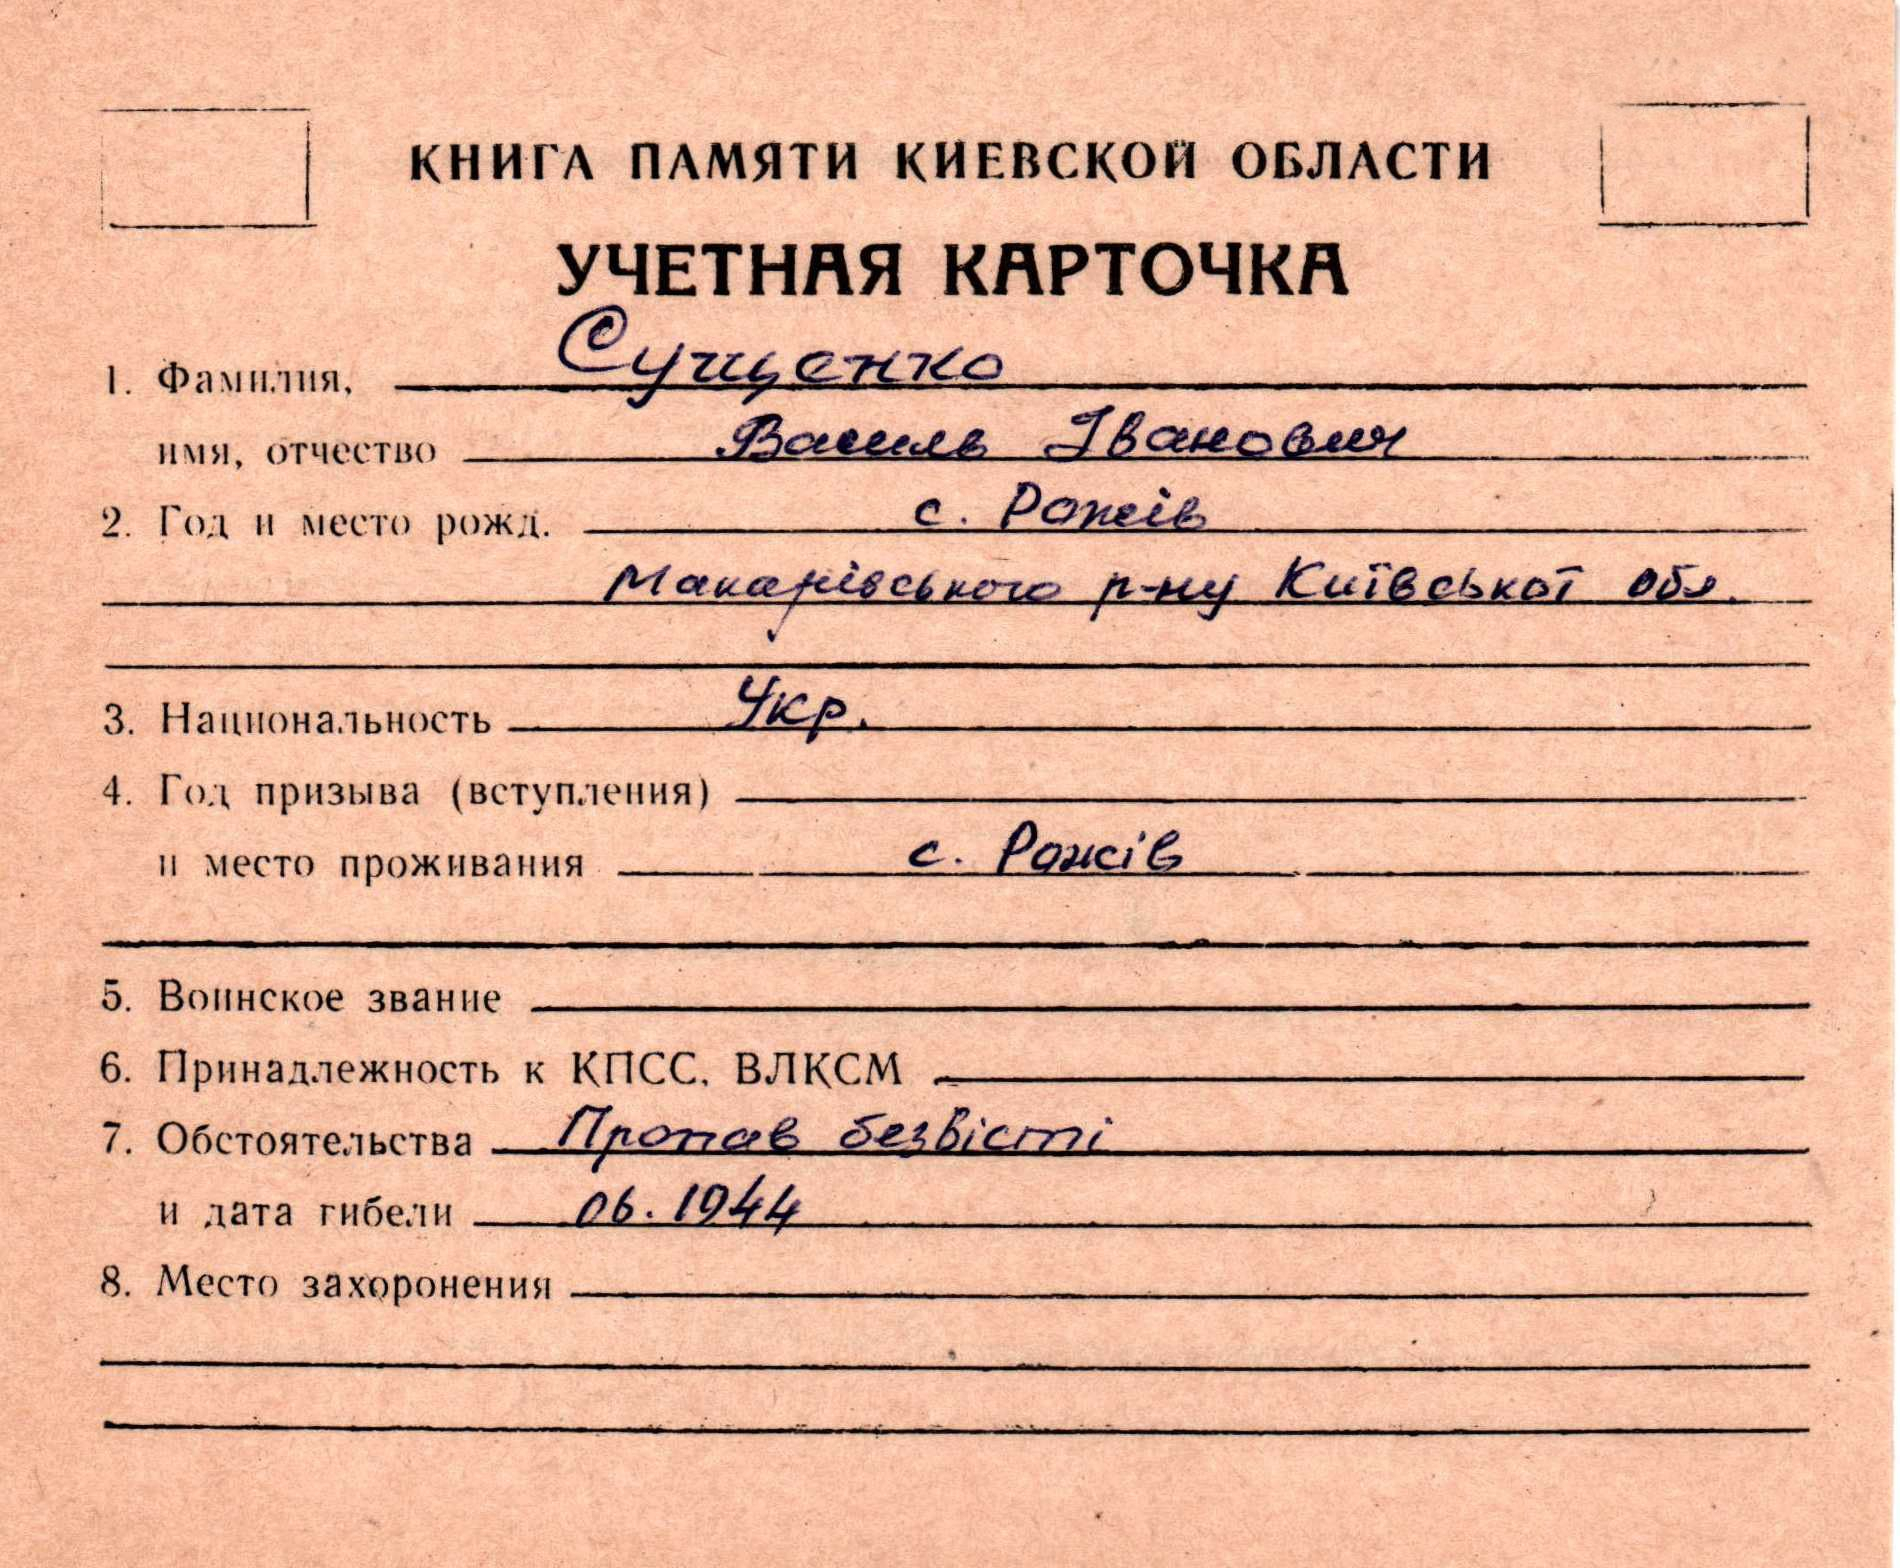 КНИГА ПАМЯТИ КИЕВСКОЙ ОБЛАСТИ
УЧЕТНАЯ КАРТОЧКА
1. Фамилия, Сущенко
имя, отчество Василь Іванович
2. Год и место рожд. с. Рожів
Макарівського р-ну Київської обл.
3. Национальность Укр.
4. Год призыва (вступления)
и место проживания с. Рожів
5. Воинское звание
6. Принадлежность к КПСС, ВЛКСМ
7. Обстоятельства Пропав безвісті
и дата гибели 06.1944
8. Место захоронения